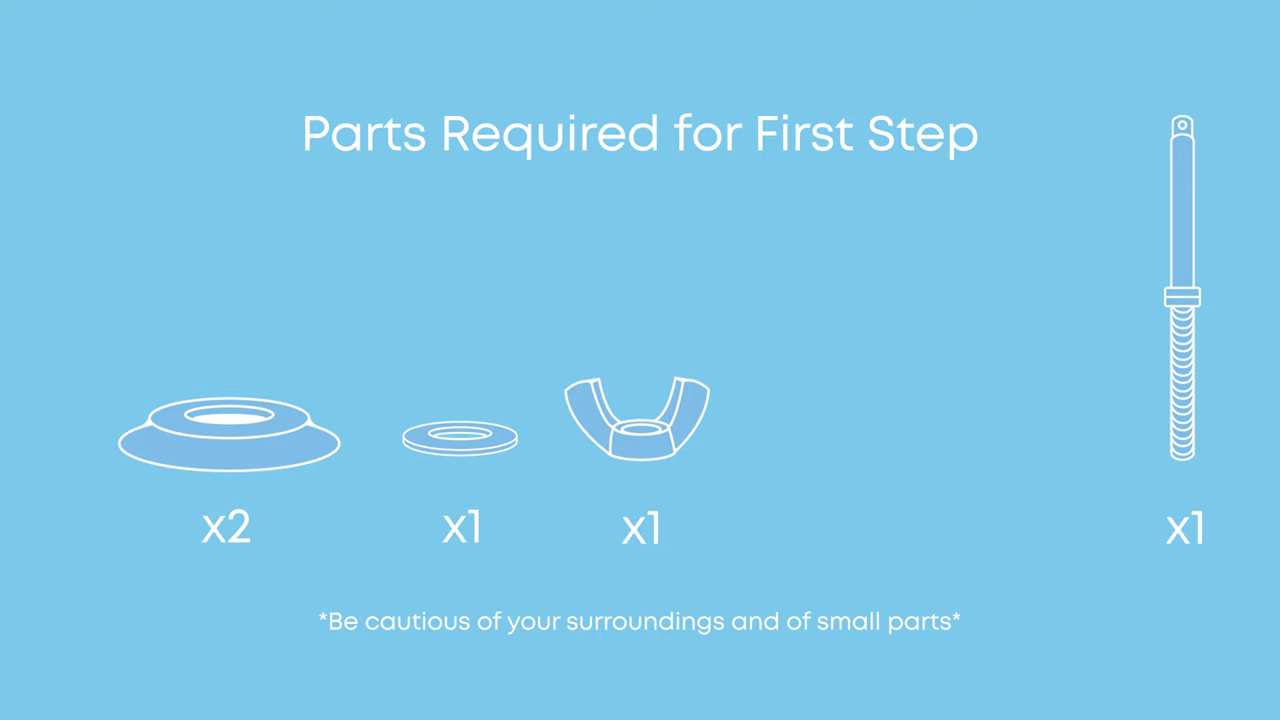 Parts Required for First Step
x2
x1
x1
x1
*Be cautious of your surroundings and of small parts*